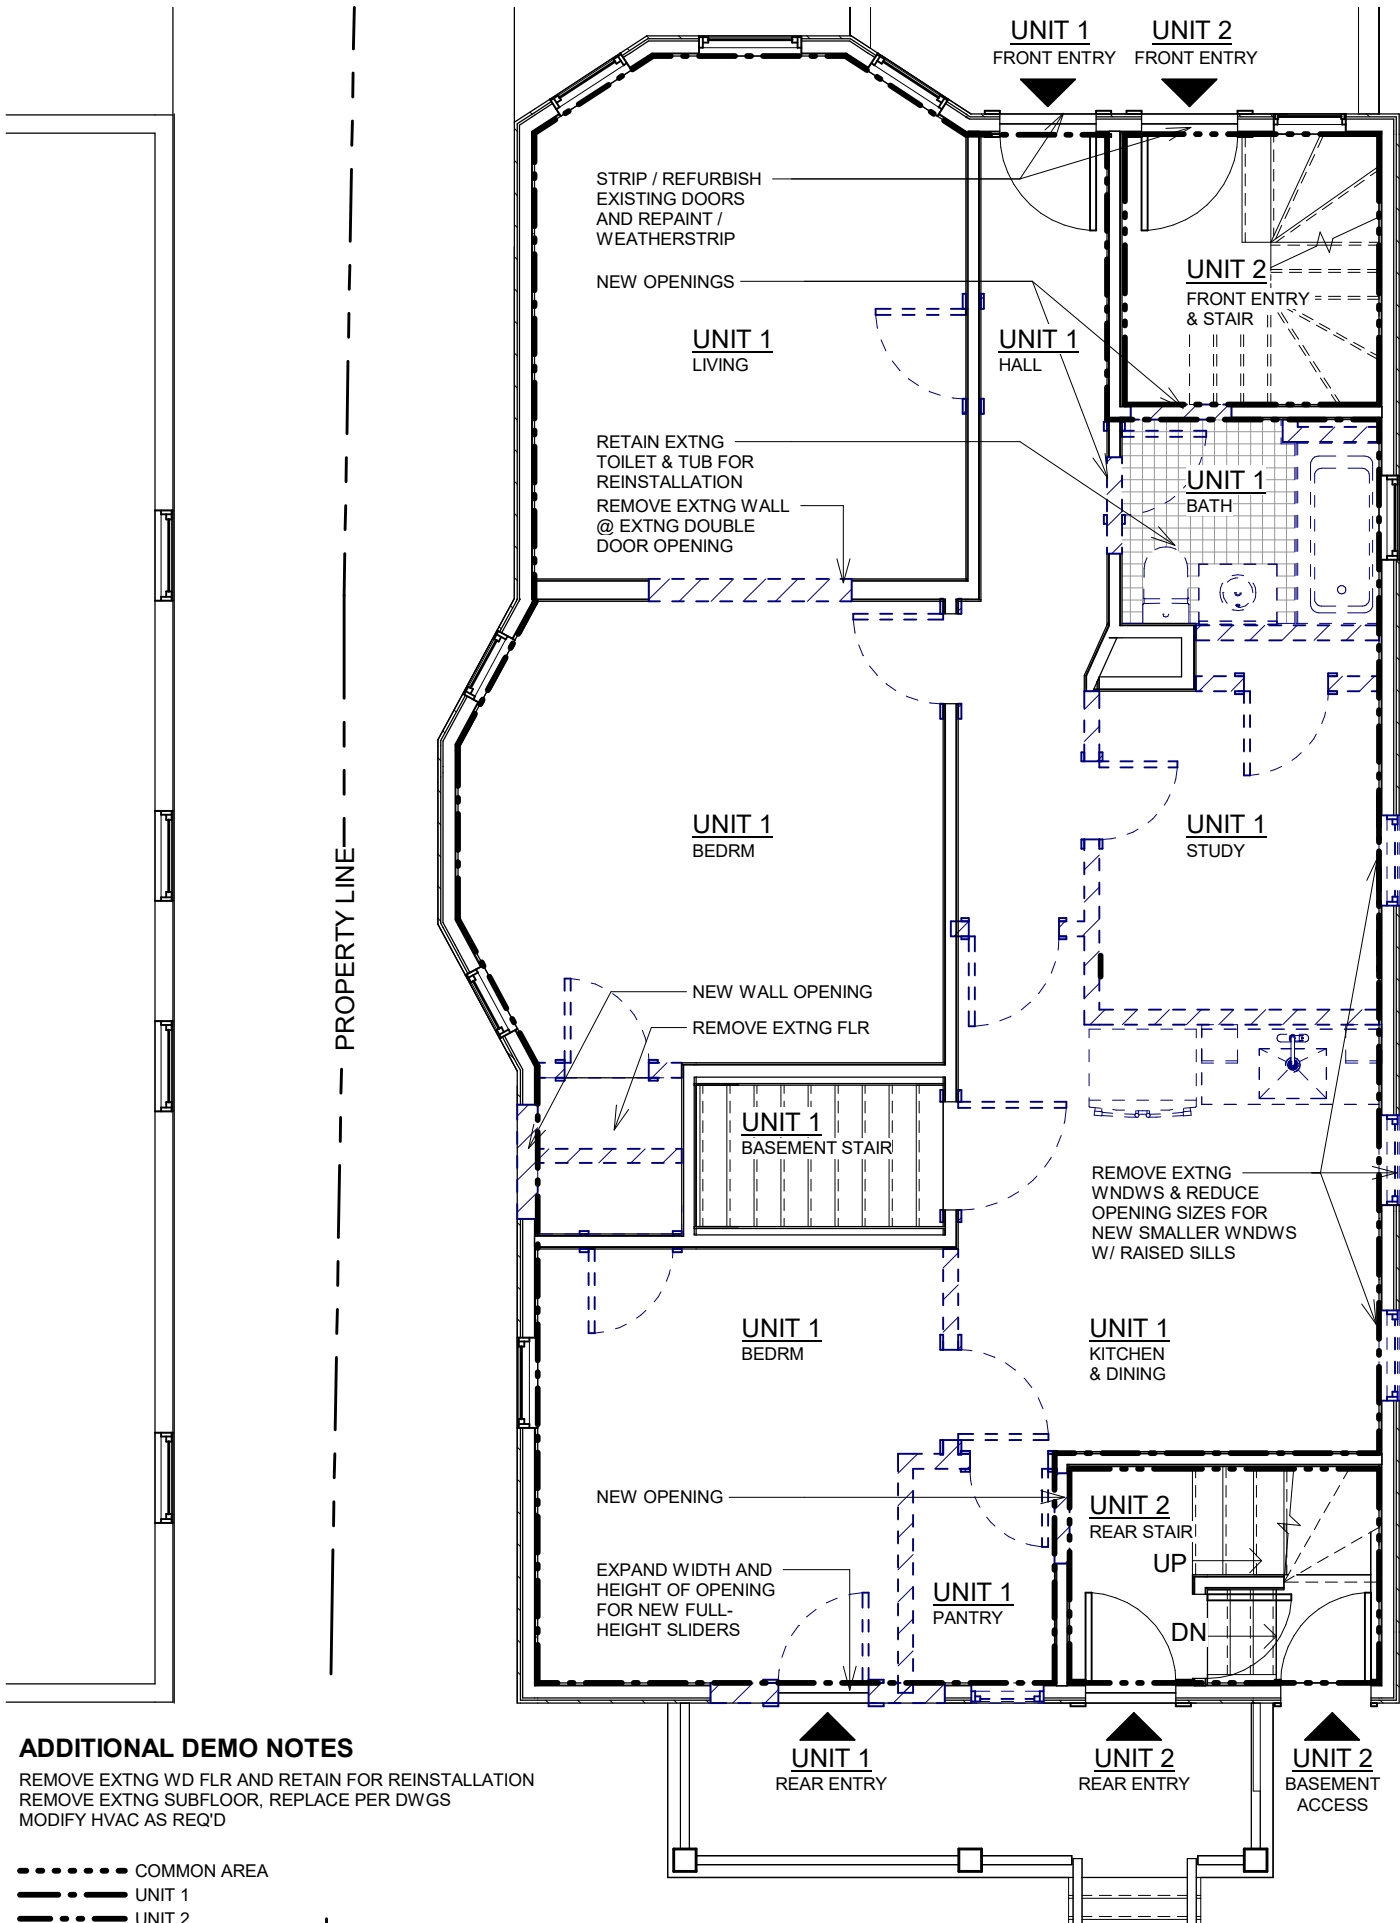 UNIT 1
FRONT ENTRY
UNIT 2
FRONT ENTRY
STRIP / REFURBISH
EXISTING DOORS
AND REPAINT /
WEATHERSTRIP
NEW OPENINGS
UNIT 2
FRONT ENTRY
& STAIR
UNIT 1
LIVING
UNIT 1
HALL
RETAIN EXTNG
TOILET & TUB FOR
REINSTALLATION
UNIT 1
BATH
REMOVE EXTNG WALL
@ EXTNG DOUBLE
DOOR OPENING
UNIT 1
BEDRM
UNIT 1
STUDY
PROPERTY LINE
NEW WALL OPENING
REMOVE EXTNG FLR
UNIT 1
BASEMENT STAIR
REMOVE EXTNG
WNDWS & REDUCE
OPENING SIZES FOR
NEW SMALLER WNDWS
W/ RAISED SILLS
UNIT 1
BEDRM
UNIT 1
KITCHEN
& DINING
NEW OPENING
UNIT 2
REAR STAIR
UP
EXPAND WIDTH AND
HEIGHT OF OPENING
FOR NEW FULL-
HEIGHT SLIDERS
UNIT 1
PANTRY
DN
UNIT 1
REAR ENTRY
UNIT 2
REAR ENTRY
UNIT 2
BASEMENT
ACCESS
ADDITIONAL DEMO NOTES
REMOVE EXTNG WD FLR AND RETAIN FOR REINSTALLATION
REMOVE EXTNG SUBFLOOR, REPLACE PER DWGS
MODIFY HVAC AS REQ'D
COMMON AREA
UNIT 1
UNIT 2